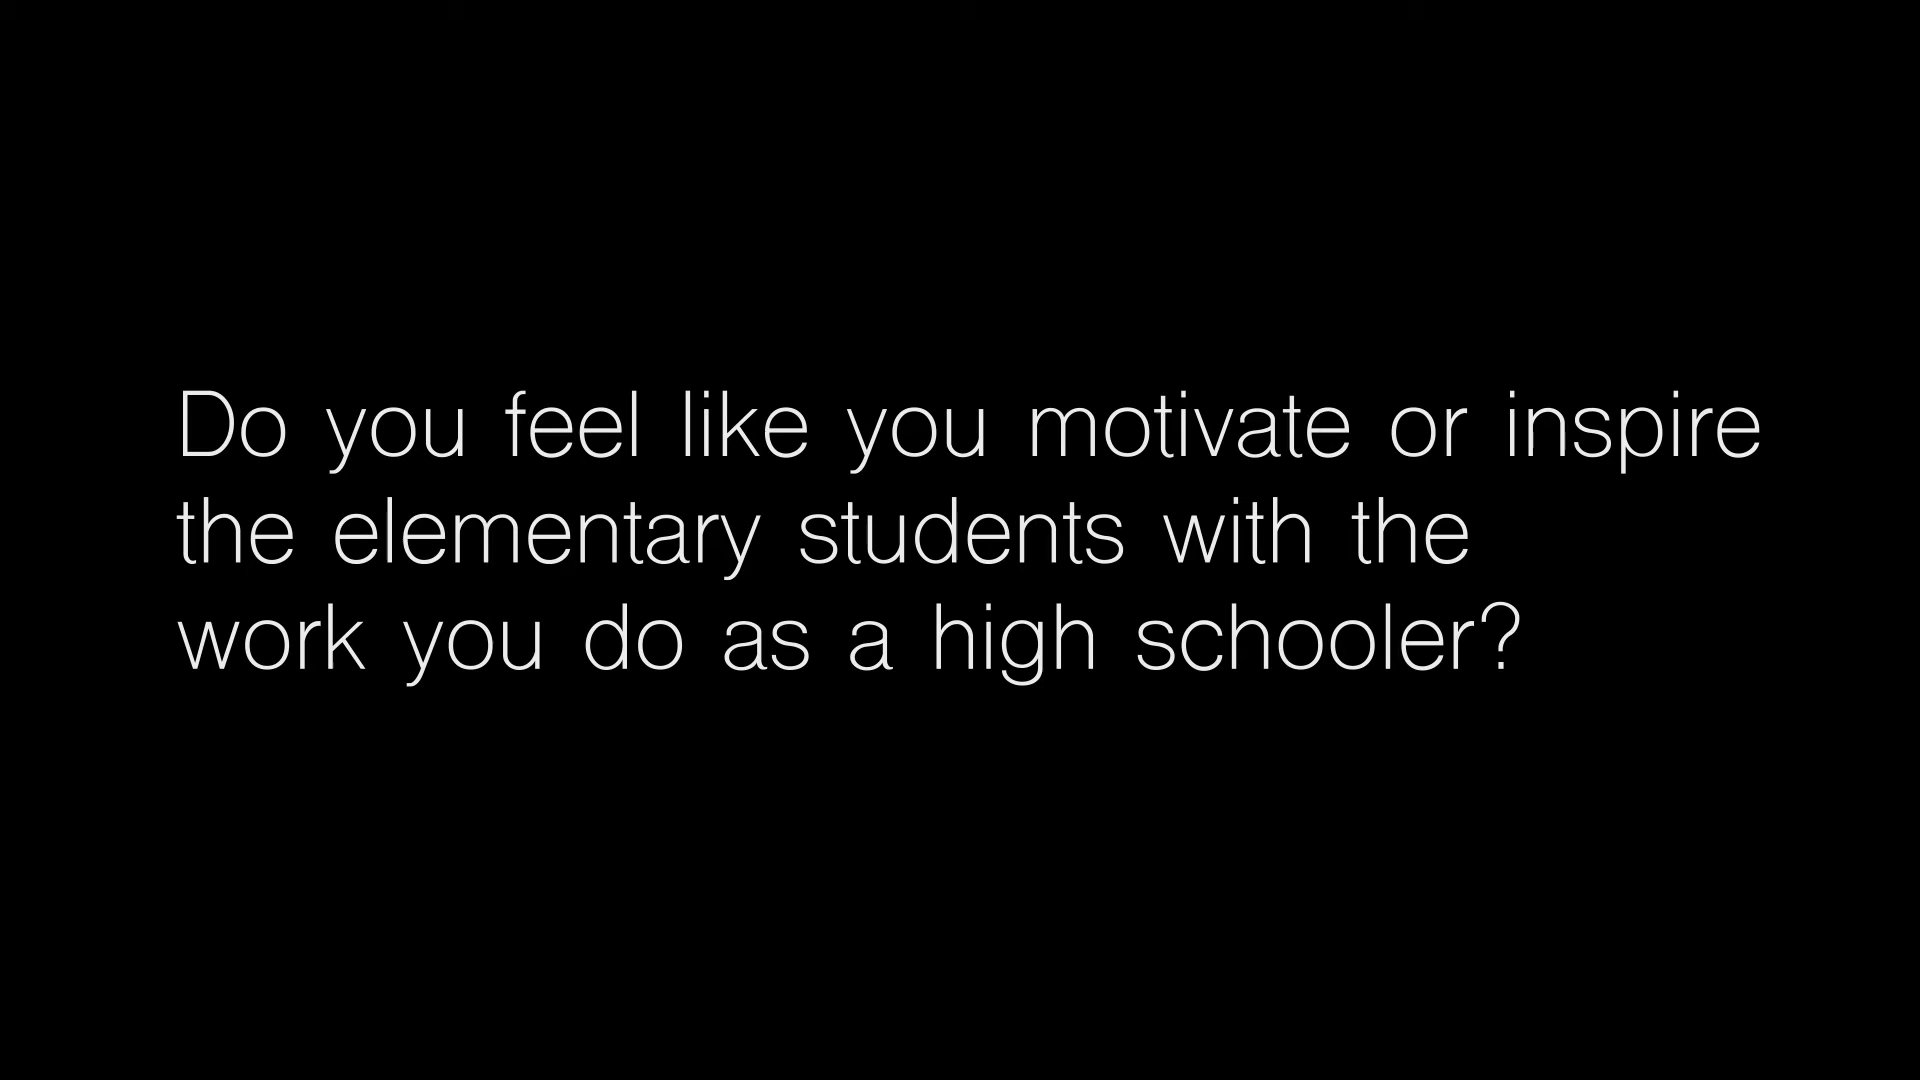 Do you feel like you motivate or inspire
the elementary students with the
work you do as a high schooler?